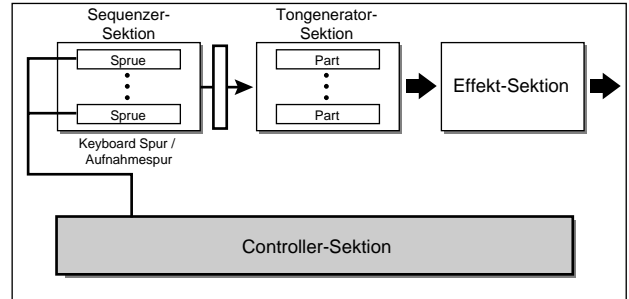 Sequenzer-
Sektion
Tongenerator-
Sektion
Sprue
Sprue
Part
Part
Effekt-Sektion
Keyboard Spur /
Aufnahmespur
Controller-Sektion